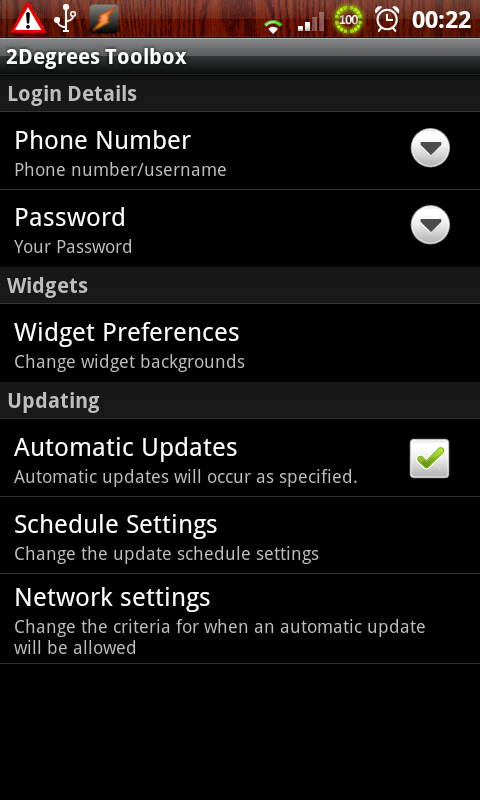 100 00:22
2Degrees Toolbox
Login Details
Phone Number
Phone number/username
Password
Your Password
Widgets
Widget Preferences
Change widget backgrounds
Updating
Automatic Updates
Automatic updates will occur as specified.
Schedule Settings
Change the update schedule settings
Network settings
Change the criteria for when an automatic update
will be allowed